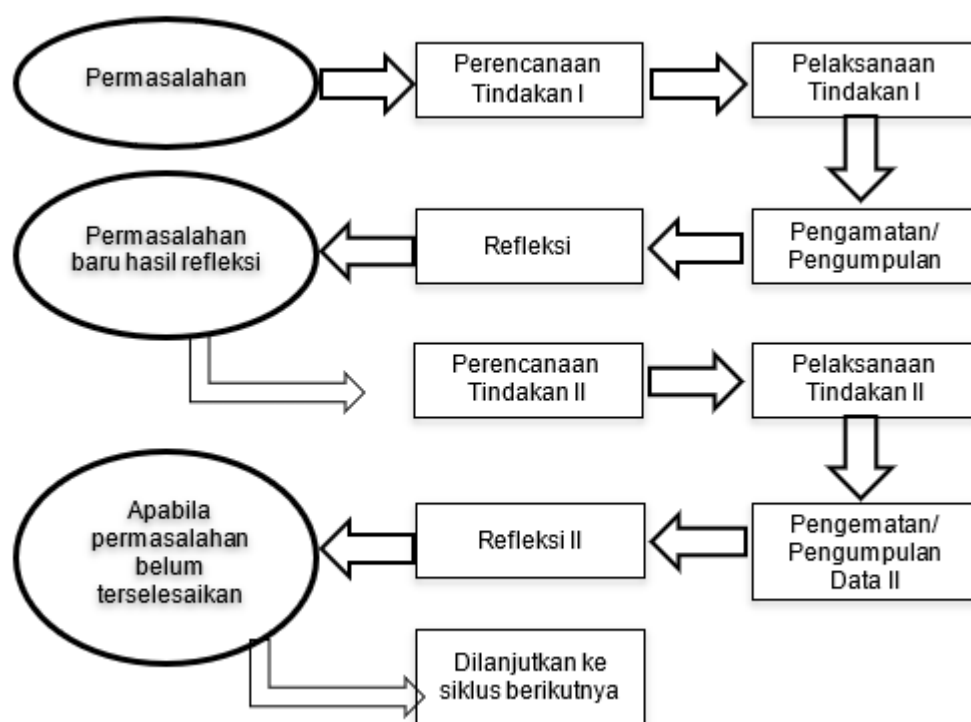 Permasalahan
Perencanaan
Tindakan I
Pelaksanaan
Tindakan I
Permasalahan
baru hasil refleksi
Refleksi
Pengamatan/
Pengumpulan
Perencanaan
Tindakan II
Pelaksanaan
Tindakan II
Apabila
permasalahan
belum
terselesaikan
Refleksi II
Pengematan/
Pengumpulan
Data II
Dilanjutkan ke
siklus berikutnya